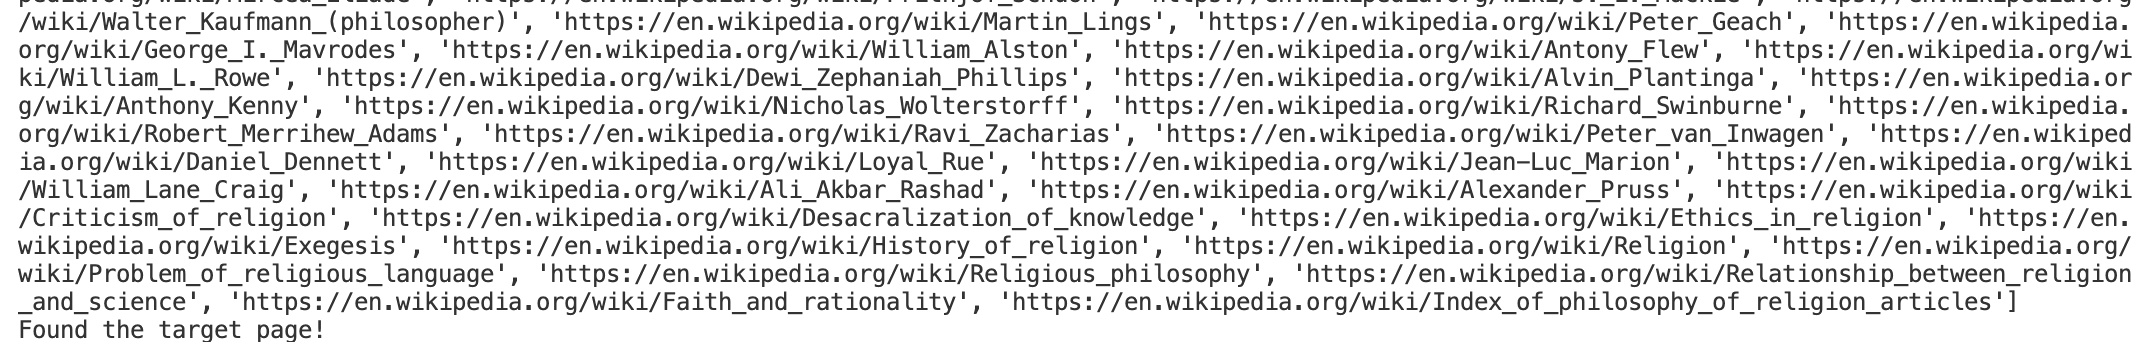 /wiki/Walter_Kaufmann_(philosopher)', 'https://en.wikipedia.org/wiki/Martin_Lings', 'https://en.wikipedia.org/wiki/Peter_Geach', 'https://en.wikipedia.
org/wiki/George_I._Mavrodes', 'https://en.wikipedia.org/wiki/William_Alston', 'https://en.wikipedia.org/wiki/Antony_Flew', 'https://en.wikipedia.org/wi
ki/William_L._Rowe', 'https://en.wikipedia.org/wiki/Dewi_Zephaniah_Phillips', 'https://en.wikipedia.org/wiki/Alvin_Plantinga', 'https://en.wikipedia.or
g/wiki/Anthony_Kenny', 'https://en.wikipedia.org/wiki/Nicholas_Wolterstorff', 'https://en.wikipedia.org/wiki/Richard_Swinburne', 'https://en.wikipedia.
org/wiki/Robert_Merrihew_Adams', 'https://en.wikipedia.org/wiki/Ravi_Zacharias', 'https://en.wikipedia.org/wiki/Peter_van_Inwagen', 'https://en.wikiped
ia.org/wiki/Daniel_Dennett', 'https://en.wikipedia.org/wiki/Loyal_Rue', 'https://en.wikipedia.org/wiki/Jean-Luc_Marion', 'https://en.wikipedia.org/wiki
/William_Lane_Craig', 'https://en.wikipedia.org/wiki/Ali_Akbar_Rashad', 'https://en.wikipedia.org/wiki/Alexander_Pruss', 'https://en.wikipedia.org/wiki
/Criticism_of_religion', 'https://en.wikipedia.org/wiki/Desacralization_of_knowledge', 'https://en.wikipedia.org/wiki/Ethics_in_religion', 'https://en.
wikipedia.org/wiki/Exegesis', 'https://en.wikipedia.org/wiki/History_of_religion', 'https://en.wikipedia.org/wiki/Religion', 'https://en.wikipedia.org/
wiki/Problem_of_religious_language', 'https://en.wikipedia.org/wiki/Religious_philosophy', 'https://en.wikipedia.org/wiki/Relationship_between_religion
_and_science', 'https://en.wikipedia.org/wiki/Faith_and_rationality', 'https://en.wikipedia.org/wiki/Index_of_philosophy_of_religion_articles']
Found the target page!